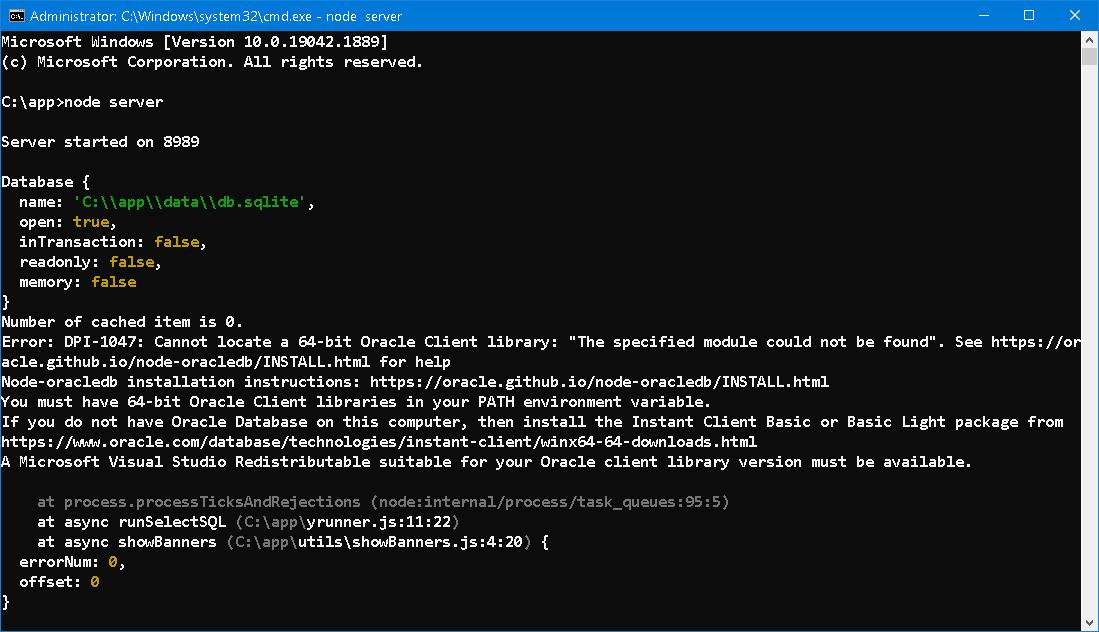 Administrator: C:\Windows\system32\cmd.exe - node  server
Microsoft Windows [Version 10.0.19042.1889]
(c) Microsoft Corporation. All rights reserved.
C:\app>node server
Server started on 8989
Database {
  name: 'C:\\app\\data\\db.sqlite',
  open: true,
  inTransaction: false,
  readonly: false,
  memory: false
}
Number of cached item is 0.
Error: DPI-1047: Cannot locate a 64-bit Oracle Client library: "The specified module could not be found". See https://or
acle.github.io/node-oracledb/INSTALL.html for help
Node-oracledb installation instructions: https://oracle.github.io/node-oracledb/INSTALL.html
You must have 64-bit Oracle Client libraries in your PATH environment variable.
If you do not have Oracle Database on this computer, then install the Instant Client Basic or Basic Light package from
https://www.oracle.com/database/technologies/instant-client/winx64-64-downloads.html
A Microsoft Visual Studio Redistributable suitable for your Oracle client library version must be available.
    at process.processTicksAndRejections (node:internal/process/task_queues:95:5)
    at async runSelectSQL (C:\app\yrunner.js:11:22)
    at async showBanners (C:\app\utils\showBanners.js:4:20) {
  errorNum: 0,
  offset: 0
}